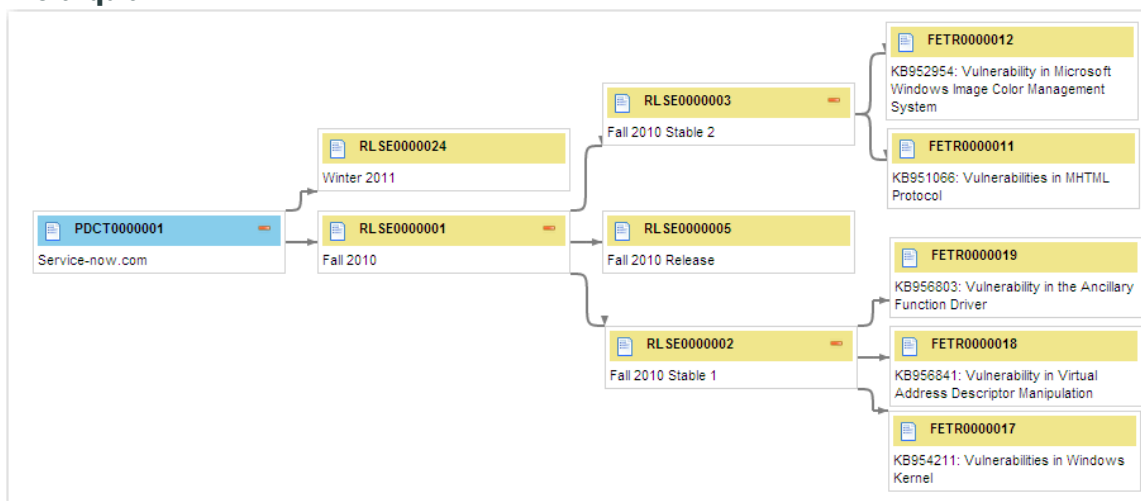 PDCT0000001
Service-now.com
RLSE0000024
Winter 2011
RLSE0000001
Fall 2010
RLSE0000003
Fall 2010 Stable 2
RLSE0000005
Fall 2010 Release
RLSE0000002
Fall 2010 Stable 1
FETR0000012
KB952954: Vulnerability in Microsoft
Windows Image Color Management
System
FETR0000011
KB951066: Vulnerabilities in MHTML
Protocol
FETR0000019
KB956803: Vulnerability in the Ancillary
Function Driver
FETR0000018
KB956841: Vulnerability in Virtual
Address Descriptor Manipulation
FETR0000017
KB954211: Vulnerabilities in Windows
Kernel